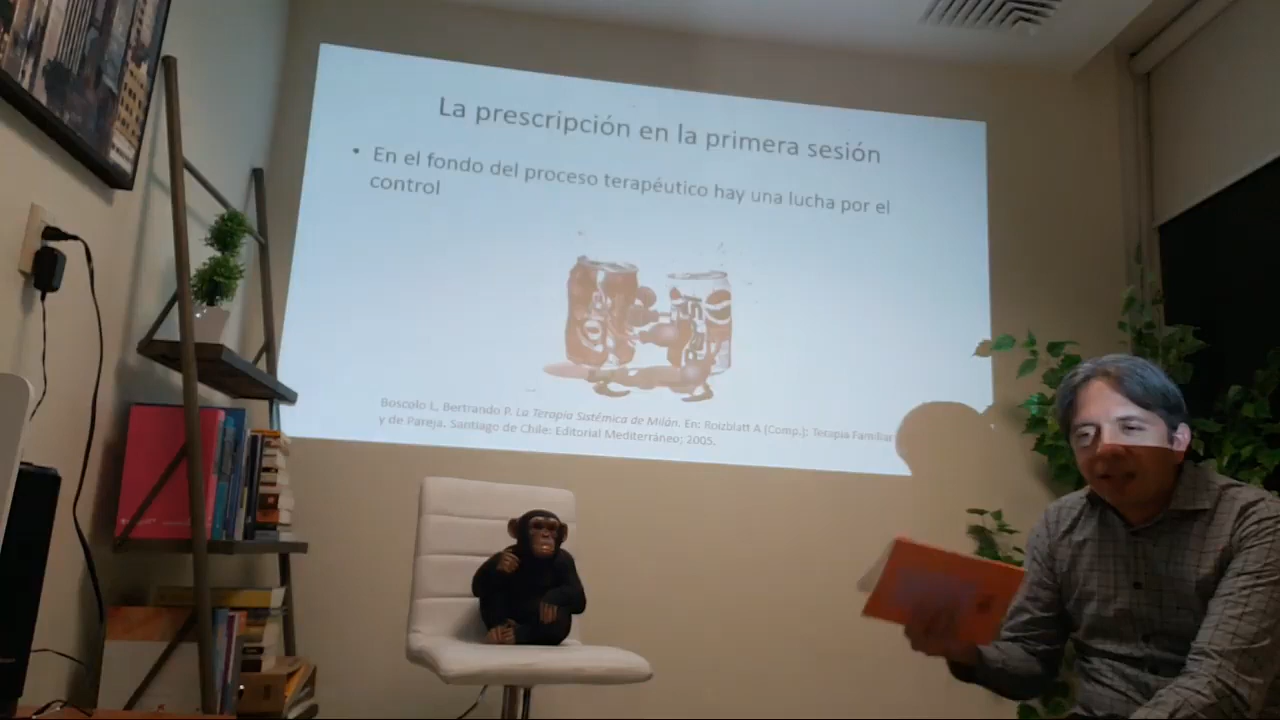 La prescripción en la primera sesión
• En el fondo del proceso terapéutico hay una lucha por el
control
Boscolo L, Bertrando P. La Terapia Sistémica de Milán. En: Roizblatt A (Comp.): Terapia Familiar
y de Pareja. Santiago de Chile: Editorial Mediterráneo; 2005.